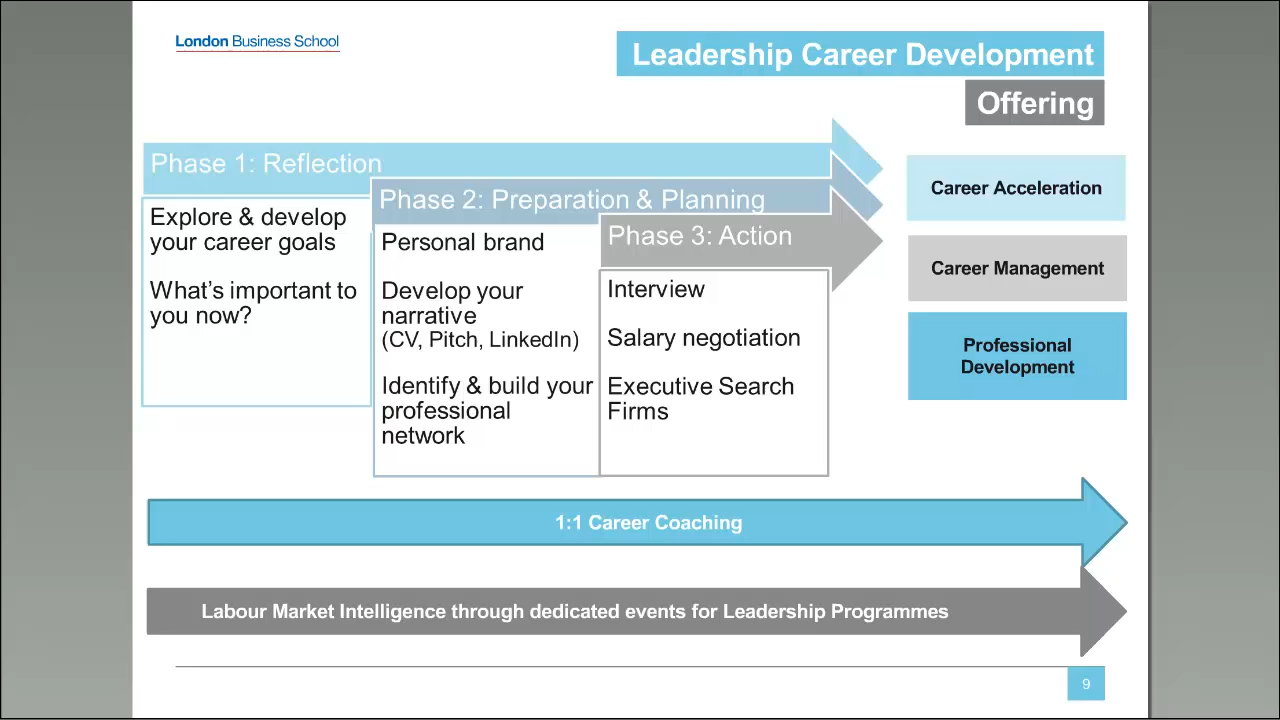 London Business School
Leadership Career Development
Offering
Phase 1: Reflection
Explore & develop
your career goals
What's important to
you now?
Phase 2: Preparation & Planning
Personal brand
Develop your
narrative
(CV, Pitch, LinkedIn)
Identify & build your
professional
network
Phase 3: Action
Interview
Salary negotiation
Executive Search
Firms
Career Acceleration
Career Management
Professional
Development
1:1 Career Coaching
Labour Market Intelligence through dedicated events for Leadership Programmes
9